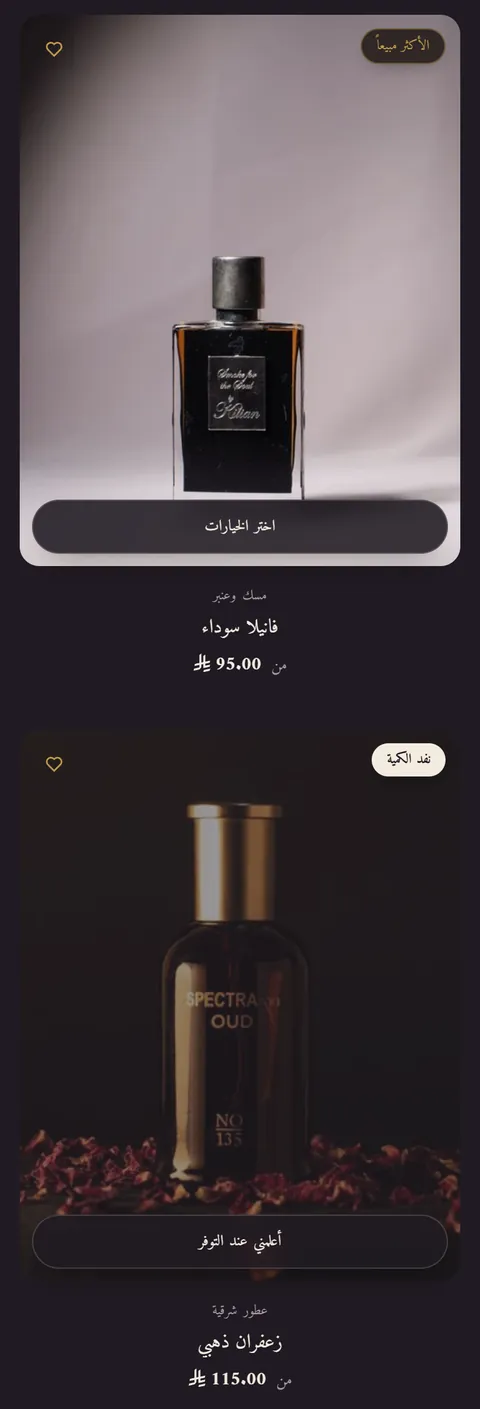 الأكثر مبيعاً
Smoke for
the Soul
by
Kilian
اختر الخيارات
مسك وعنبر
فانيلا سوداء
من 95.00 ⃁
نفد الكمية
SPECTRA
OUD
NO
135
أعلمني عند التوفر
عطور شرقية
زعفران ذهبي
من 115.00 ⃁